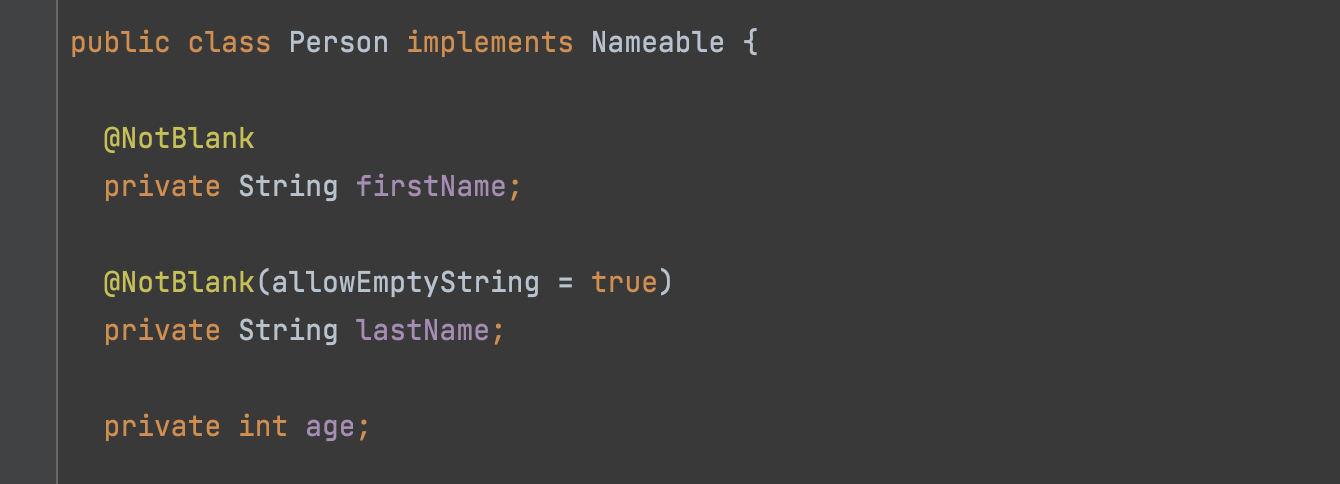 public class Person implements Nameable {
@NotBlank
private String firstName;
@NotBlank(allowEmptyString = true)
private String lastName;
private int age;